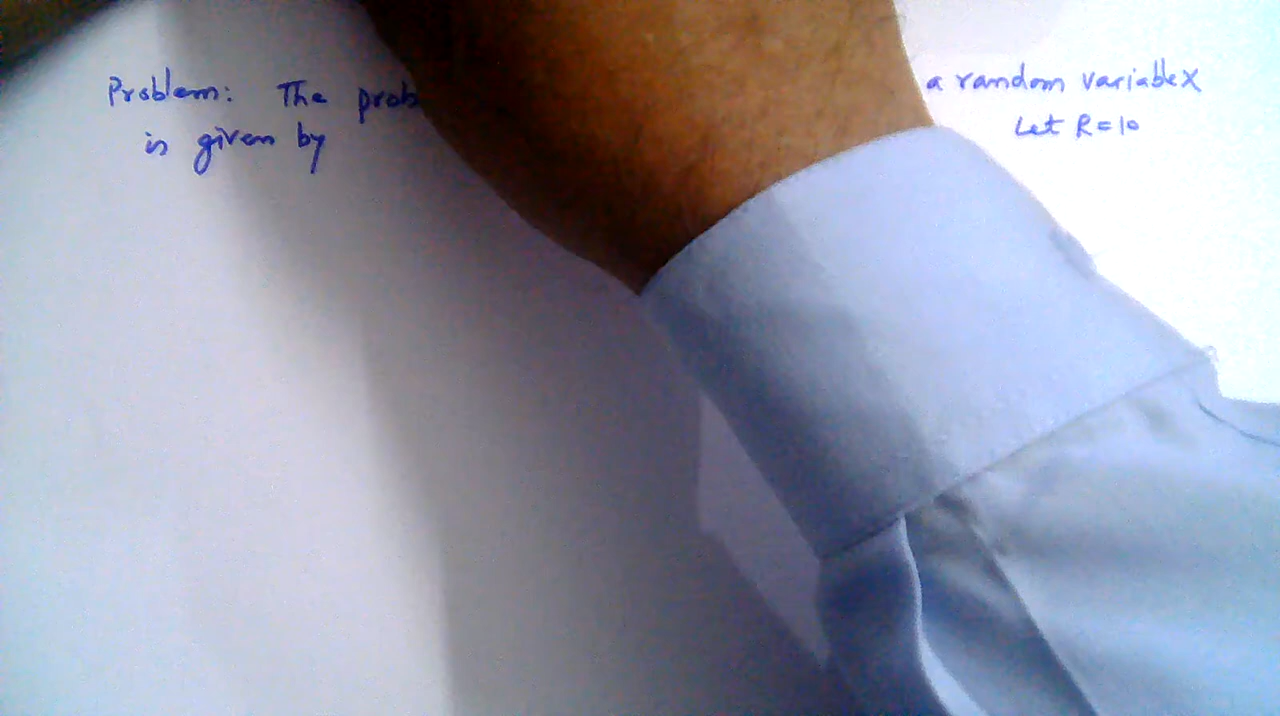 Problem: The prob a random variable X
is given by Let R=10